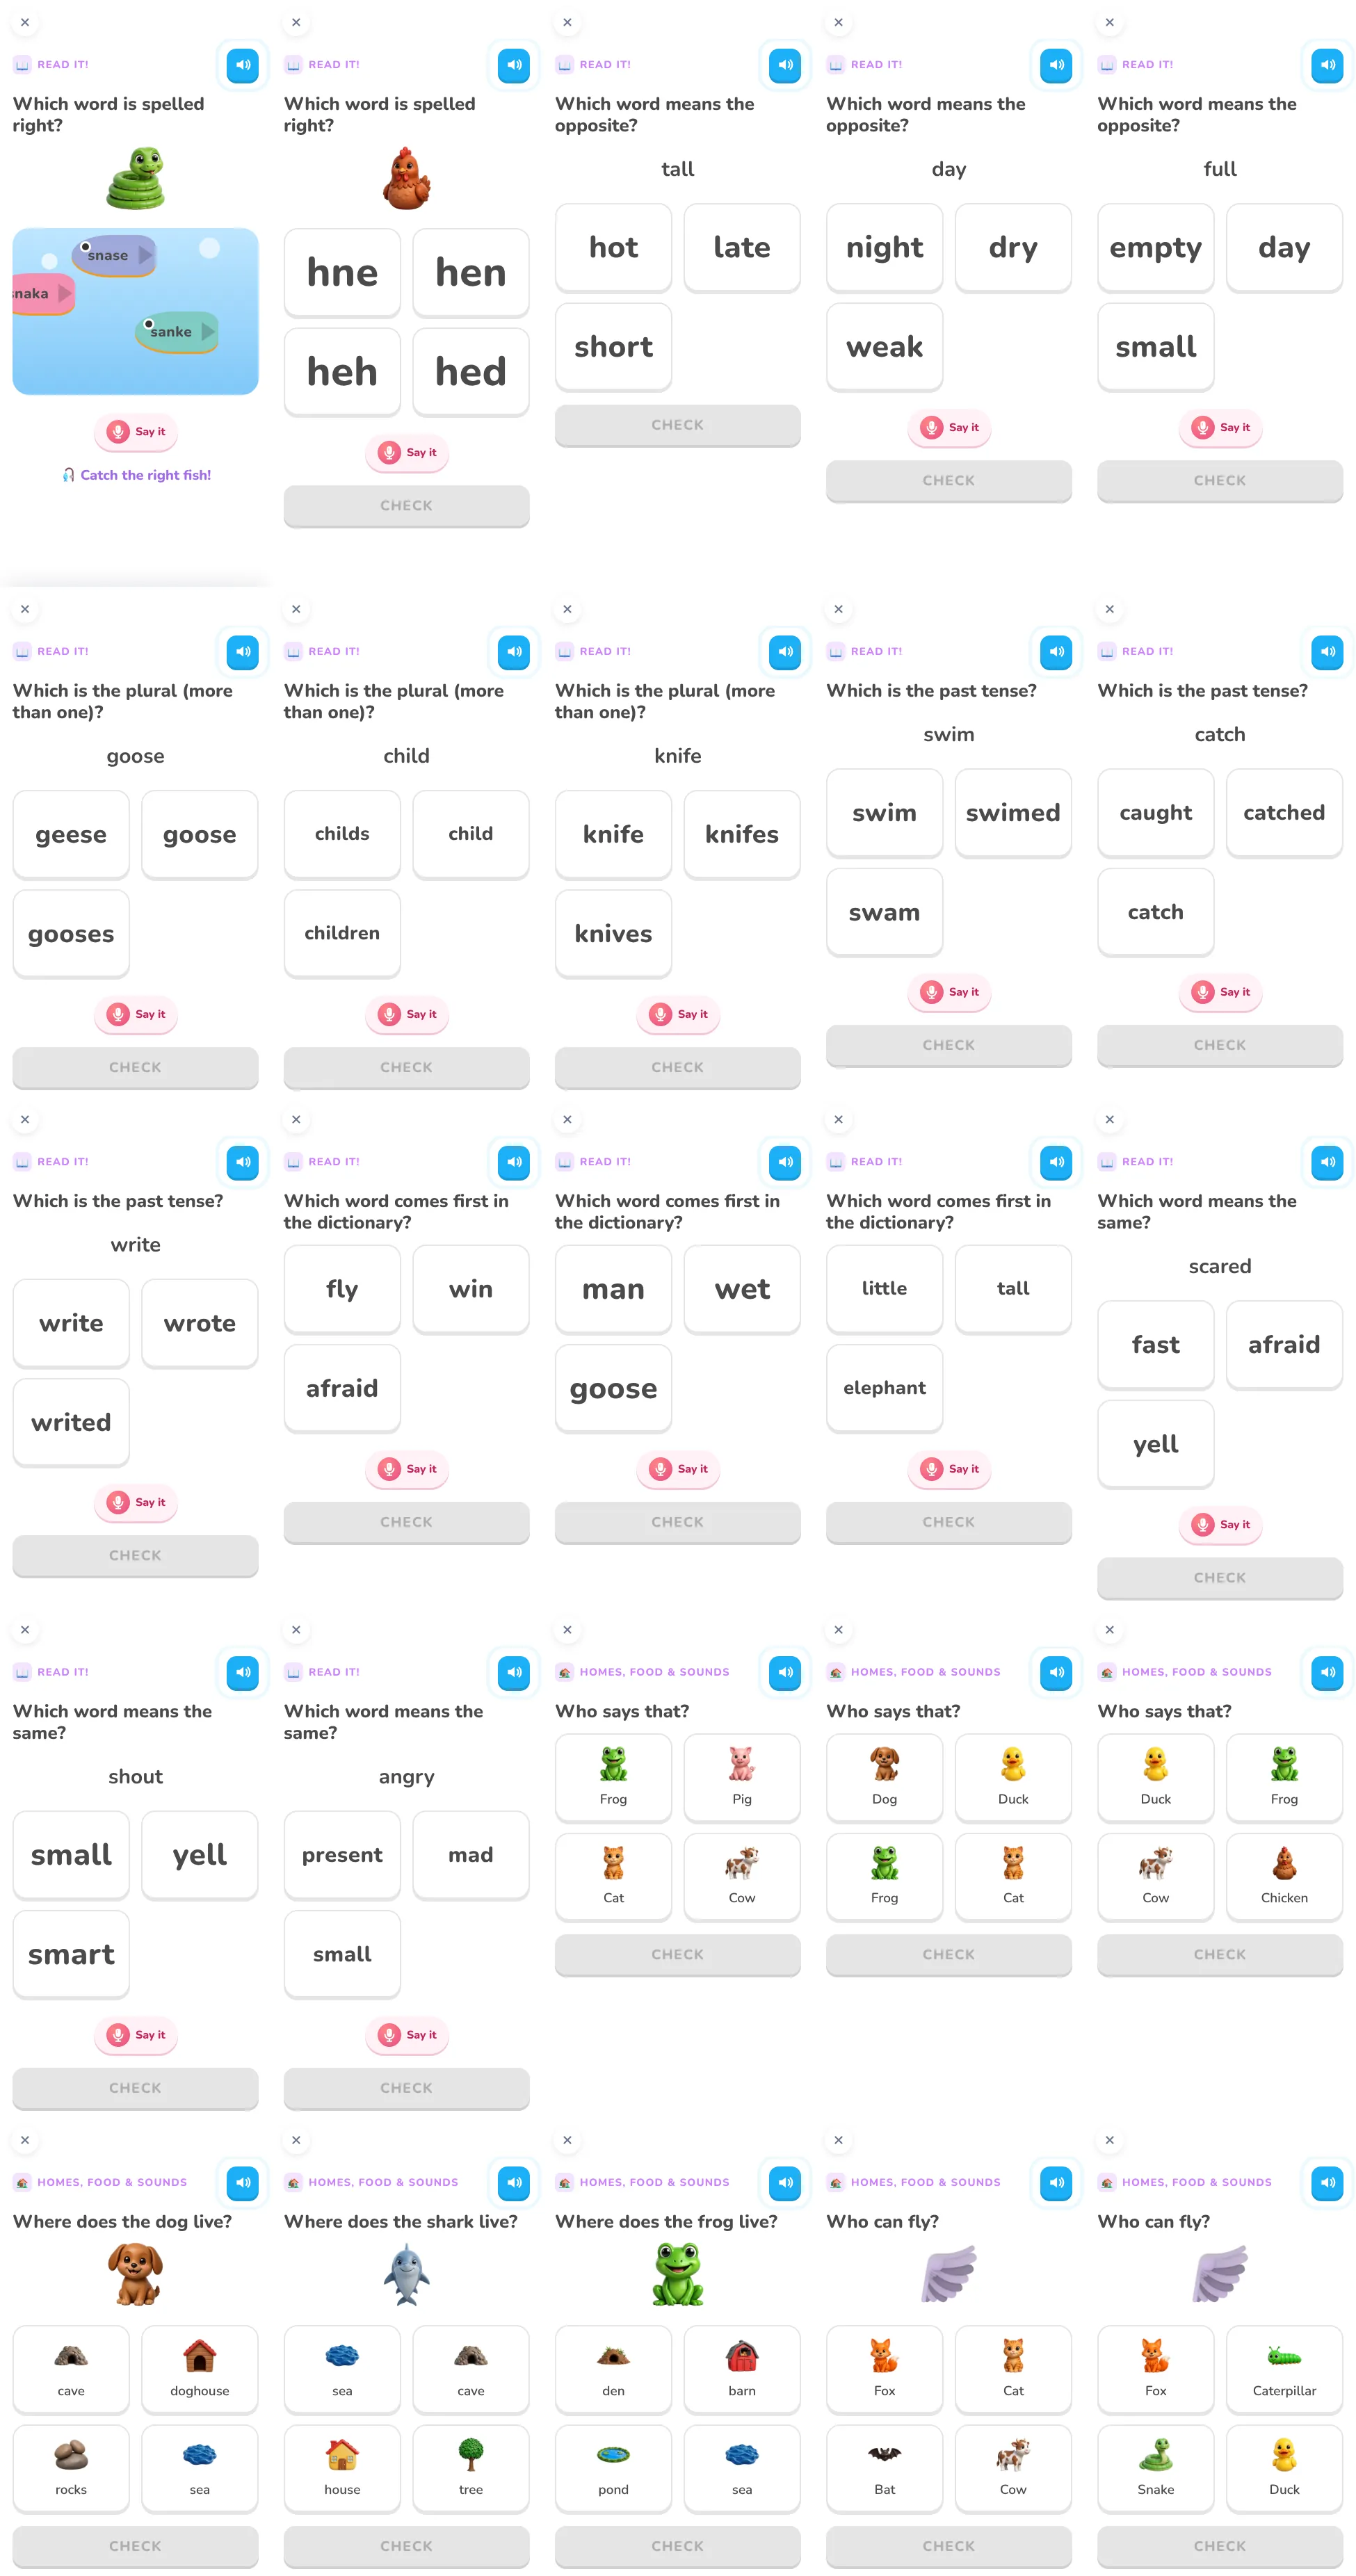 READ IT!
Which word is spelled
right?
snase
naka
sanke
Say it
Catch the right fish!
READ IT!
Which word is spelled
right?
hne
hen
heh
hed
Say it
CHECK
READ IT!
Which word means the
opposite?
tall
hot
late
short
CHECK
READ IT!
Which word means the
opposite?
day
night
dry
weak
Say it
CHECK
READ IT!
Which word means the
opposite?
full
empty
day
small
Say it
CHECK
READ IT!
Which is the plural (more
than one)?
goose
geese
goose
gooses
Say it
CHECK
READ IT!
Which is the plural (more
than one)?
child
childs
child
children
Say it
CHECK
READ IT!
Which is the plural (more
than one)?
knife
knife
knifes
knives
Say it
CHECK
READ IT!
Which is the past tense?
swim
swim
swimed
swam
Say it
CHECK
READ IT!
Which is the past tense?
catch
caught
catched
catch
Say it
CHECK
READ IT!
Which is the past tense?
write
write
wrote
writed
Say it
CHECK
READ IT!
Which word comes first in
the dictionary?
fly
win
afraid
Say it
CHECK
READ IT!
Which word comes first in
the dictionary?
man
wet
goose
Say it
CHECK
READ IT!
Which word comes first in
the dictionary?
little
tall
elephant
Say it
CHECK
READ IT!
Which word means the
same?
scared
fast
afraid
yell
Say it
CHECK
READ IT!
Which word means the
same?
shout
small
yell
smart
Say it
CHECK
READ IT!
Which word means the
same?
angry
present
mad
small
Say it
CHECK
HOMES, FOOD & SOUNDS
Who says that?
Frog
Pig
Cat
Cow
CHECK
HOMES, FOOD & SOUNDS
Who says that?
Dog
Duck
Frog
Cat
CHECK
HOMES, FOOD & SOUNDS
Who says that?
Duck
Frog
Cow
Chicken
CHECK
HOMES, FOOD & SOUNDS
Where does the dog live?
cave
doghouse
rocks
sea
CHECK
HOMES, FOOD & SOUNDS
Where does the shark live?
sea
cave
house
tree
CHECK
HOMES, FOOD & SOUNDS
Where does the frog live?
den
barn
pond
sea
CHECK
HOMES, FOOD & SOUNDS
Who can fly?
Fox
Cat
Bat
Cow
CHECK
HOMES, FOOD & SOUNDS
Who can fly?
Fox
Caterpillar
Snake
Duck
CHECK